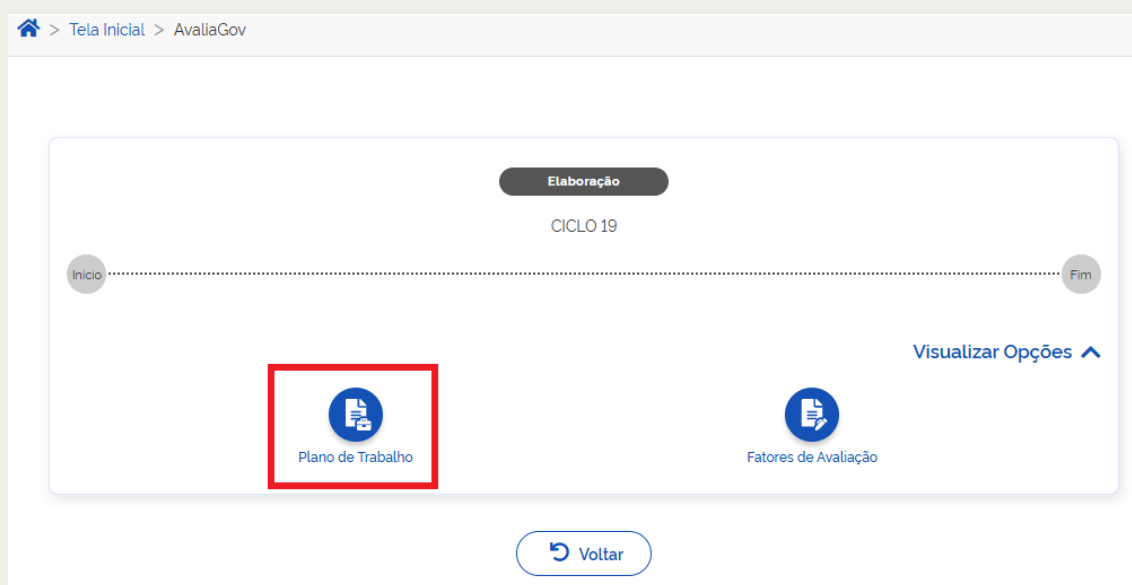 > Tela Inicial > AvaliaGov
Elaboração
CICLO 19
Início
Fim
Visualizar Opções
Plano de Trabalho
Fatores de Avaliação
Voltar